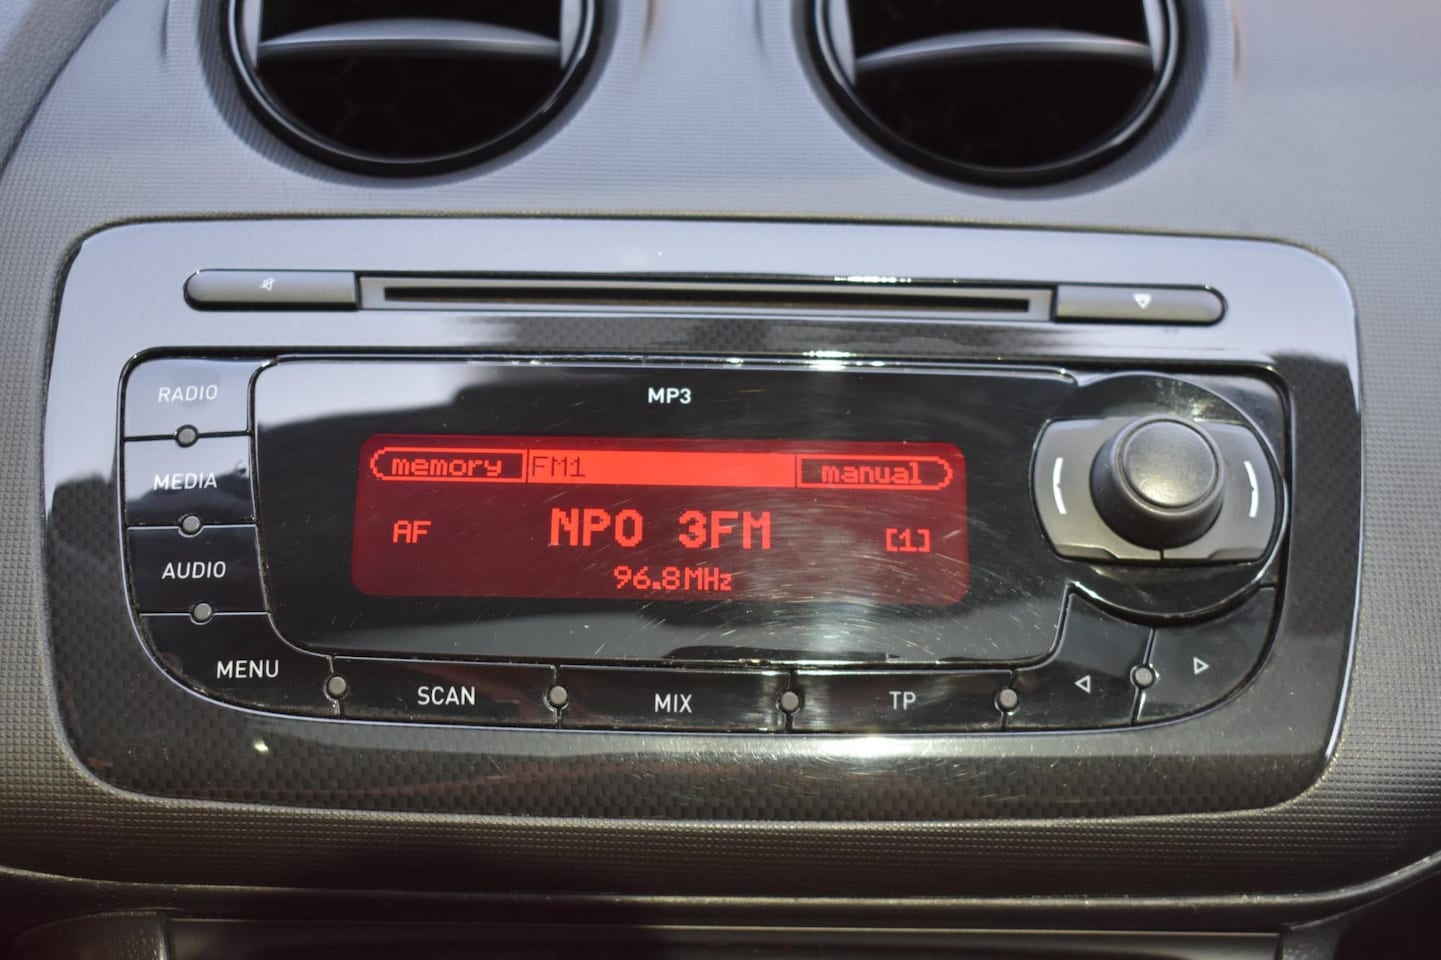 RADIO
MP3
MEDIA
memory FM1 manual
AF NPO 3FM [1]
96.8MHz
AUDIO
MENU
SCAN
MIX
TP